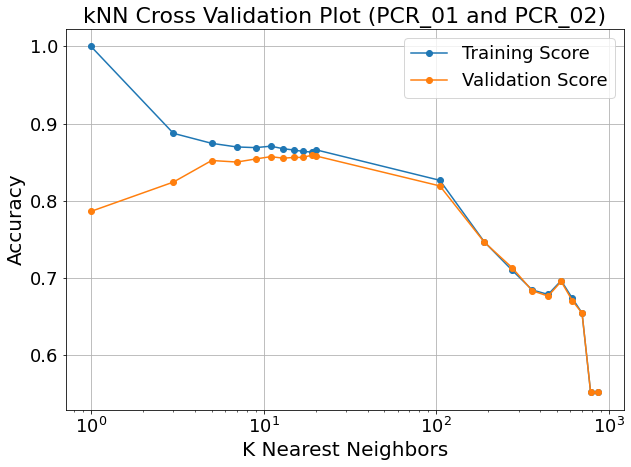 kNN Cross Validation Plot (PCR_01 and PCR_02)
Training Score
Validation Score
Accuracy
1.0
0.9
0.8
0.7
0.6
10⁰
10¹
10²
10³
K Nearest Neighbors